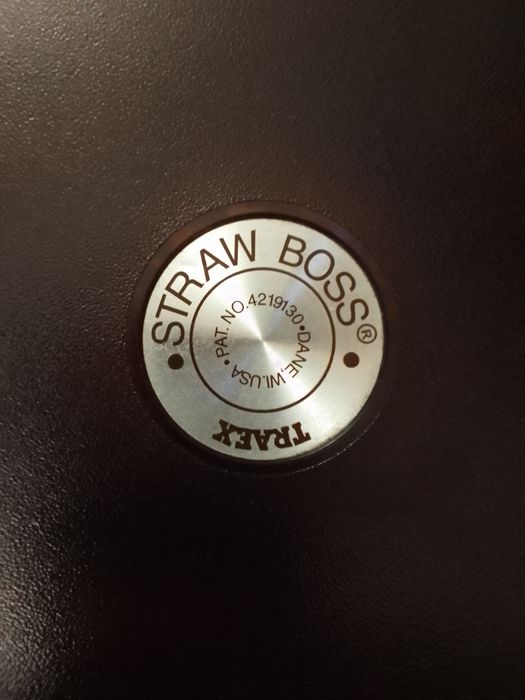 STRAW BOSS®
PAT. NO. 4219130 • DANE, WI. USA •
TRAEX